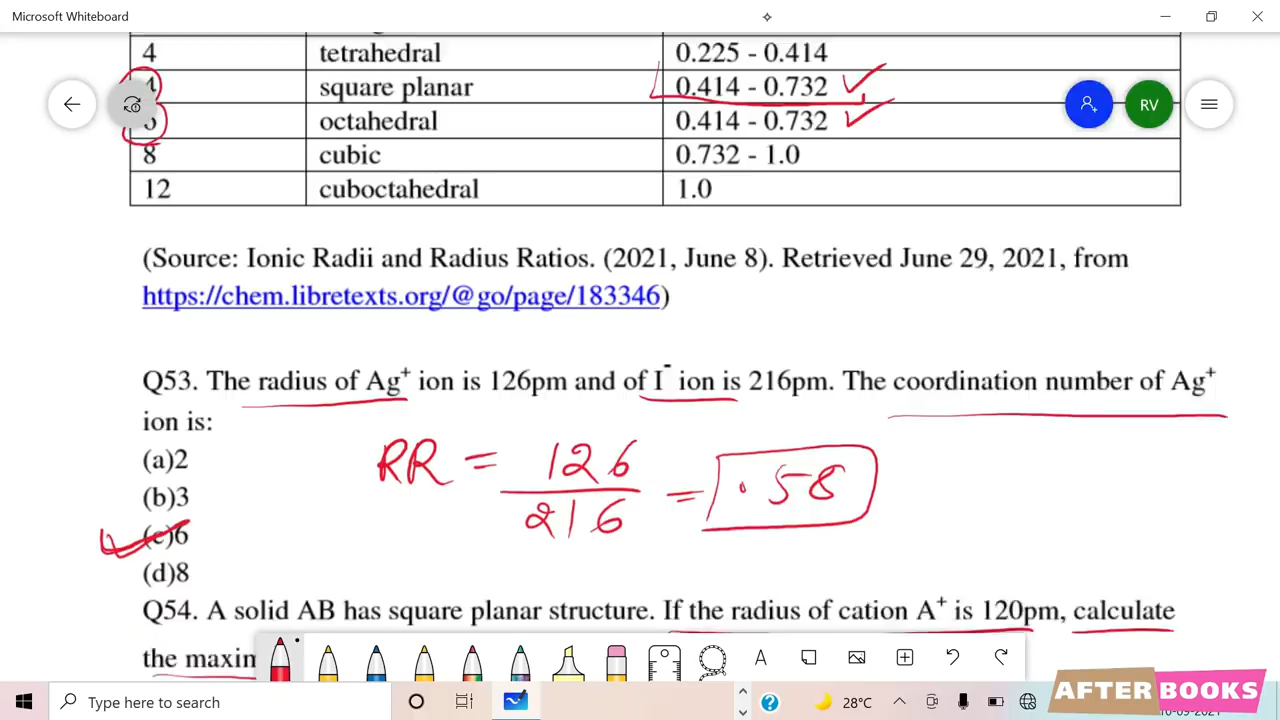 Microsoft Whiteboard
4 tetrahedral 0.225 - 0.414
4 square planar 0.414 - 0.732
octahedral 0.414 - 0.732
8 cubic 0.732 - 1.0
12 cuboctahedral 1.0
RV
(Source: Ionic Radii and Radius Ratios. (2021, June 8). Retrieved June 29, 2021, from
https://chem.libretexts.org/@go/page/183346)
Q53. The radius of Ag+ ion is 126pm and of I- ion is 216pm. The coordination number of Ag+
ion is:
(a)2
(b)3
(c)6
(d)8
RR = 126/216 = .58
Q54. A solid AB has square planar structure. If the radius of cation A+ is 120pm, calculate
the maxim
A
AFTER BOOKS
Type here to search
28°C